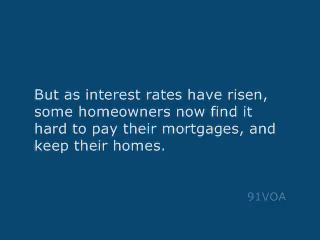 But as interest rates have risen,
some homeowners now find it
hard to pay their mortgages, and
keep their homes.
91VOA